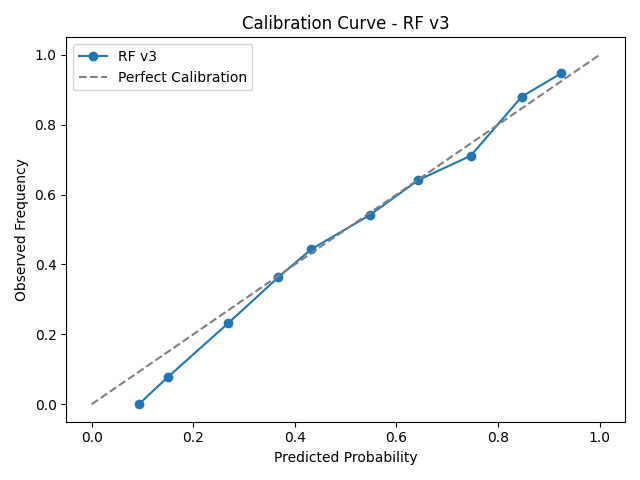 Calibration Curve - RF v3
RF v3
Perfect Calibration
Observed Frequency
1.0
0.8
0.6
0.4
0.2
0.0
0.0 0.2 0.4 0.6 0.8 1.0
Predicted Probability